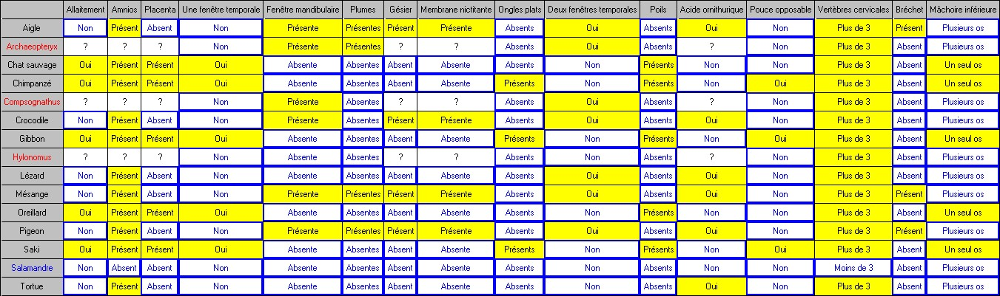 Allaitement Amnios Placenta Une fenêtre temporale Fenêtre mandibulaire Plumes Gésier Membrane nictitante Ongles plats Deux fenêtres temporales Poils Acide ornithurique Pouce opposable Vertèbres cervicales Bréchet Mâchoire inférieure
Aigle Non Présent Absent Non Présente Présentes Présent Présente Absents Oui Absents Oui Non Plus de 3 Présent Plusieurs os
Archaeopteryx ? ? ? Non Présente Présentes ? ? Absents Oui Absents ? Non Plus de 3 Absent Plusieurs os
Chat sauvage Oui Présent Présent Oui Absente Absentes Absent Absente Absents Non Présents Non Non Plus de 3 Absent Un seul os
Chimpanzé Oui Présent Présent Oui Absente Absentes Absent Absente Présents Non Présents Non Oui Plus de 3 Absent Un seul os
Compsognathus ? ? ? Non Présente Absentes ? ? Absents Oui Absents ? Non Plus de 3 Absent Plusieurs os
Crocodile Non Présent Absent Non Présente Absentes Présent Présente Absents Oui Absents Oui Non Plus de 3 Absent Plusieurs os
Gibbon Oui Présent Présent Oui Absente Absentes Absent Absente Présents Non Présents Non Oui Plus de 3 Absent Un seul os
Hylonomus ? ? ? Non Absente Absentes ? ? Absents Non Absents ? Non Plus de 3 Absent Plusieurs os
Lézard Non Présent Absent Non Absente Absentes Absent Absente Absents Oui Absents Oui Non Plus de 3 Absent Plusieurs os
Mésange Non Présent Absent Non Présente Présentes Présent Présente Absents Oui Absents Oui Non Plus de 3 Présent Plusieurs os
Oreillard Oui Présent Présent Oui Absente Absentes Absent Absente Absents Non Présents Non Non Plus de 3 Absent Un seul os
Pigeon Non Présent Absent Non Présente Présentes Présent Présente Absents Oui Absents Oui Non Plus de 3 Présent Plusieurs os
Saki Oui Présent Présent Oui Absente Absentes Absent Absente Présents Non Présents Non Oui Plus de 3 Absent Un seul os
Salamandre Non Absent Absent Non Absente Absentes Absent Absente Absents Non Absents Non Non Moins de 3 Absent Plusieurs os
Tortue Non Présent Absent Non Absente Absentes Absent Absente Absents Non Absents Oui Non Plus de 3 Absent Plusieurs os